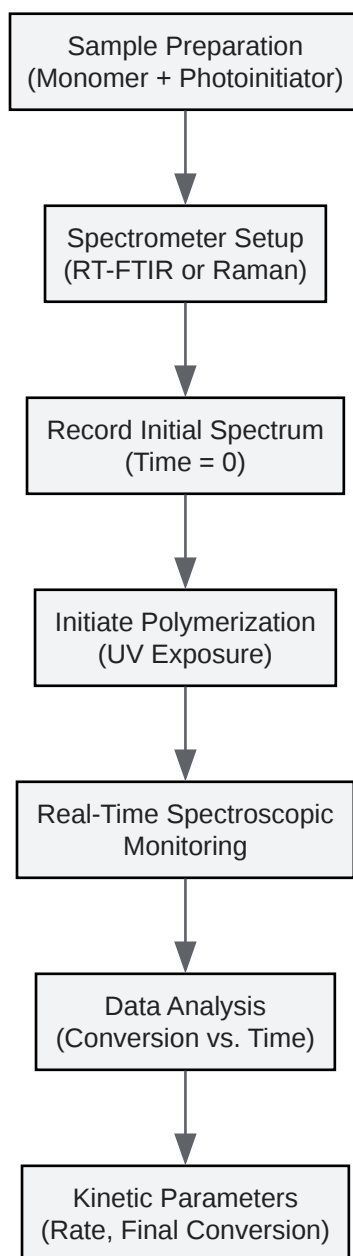 Sample Preparation
(Monomer + Photoinitiator)
Spectrometer Setup
(RT-FTIR or Raman)
Record Initial Spectrum
(Time = 0)
Initiate Polymerization
(UV Exposure)
Real-Time Spectroscopic
Monitoring
Data Analysis
(Conversion vs. Time)
Kinetic Parameters
(Rate, Final Conversion)